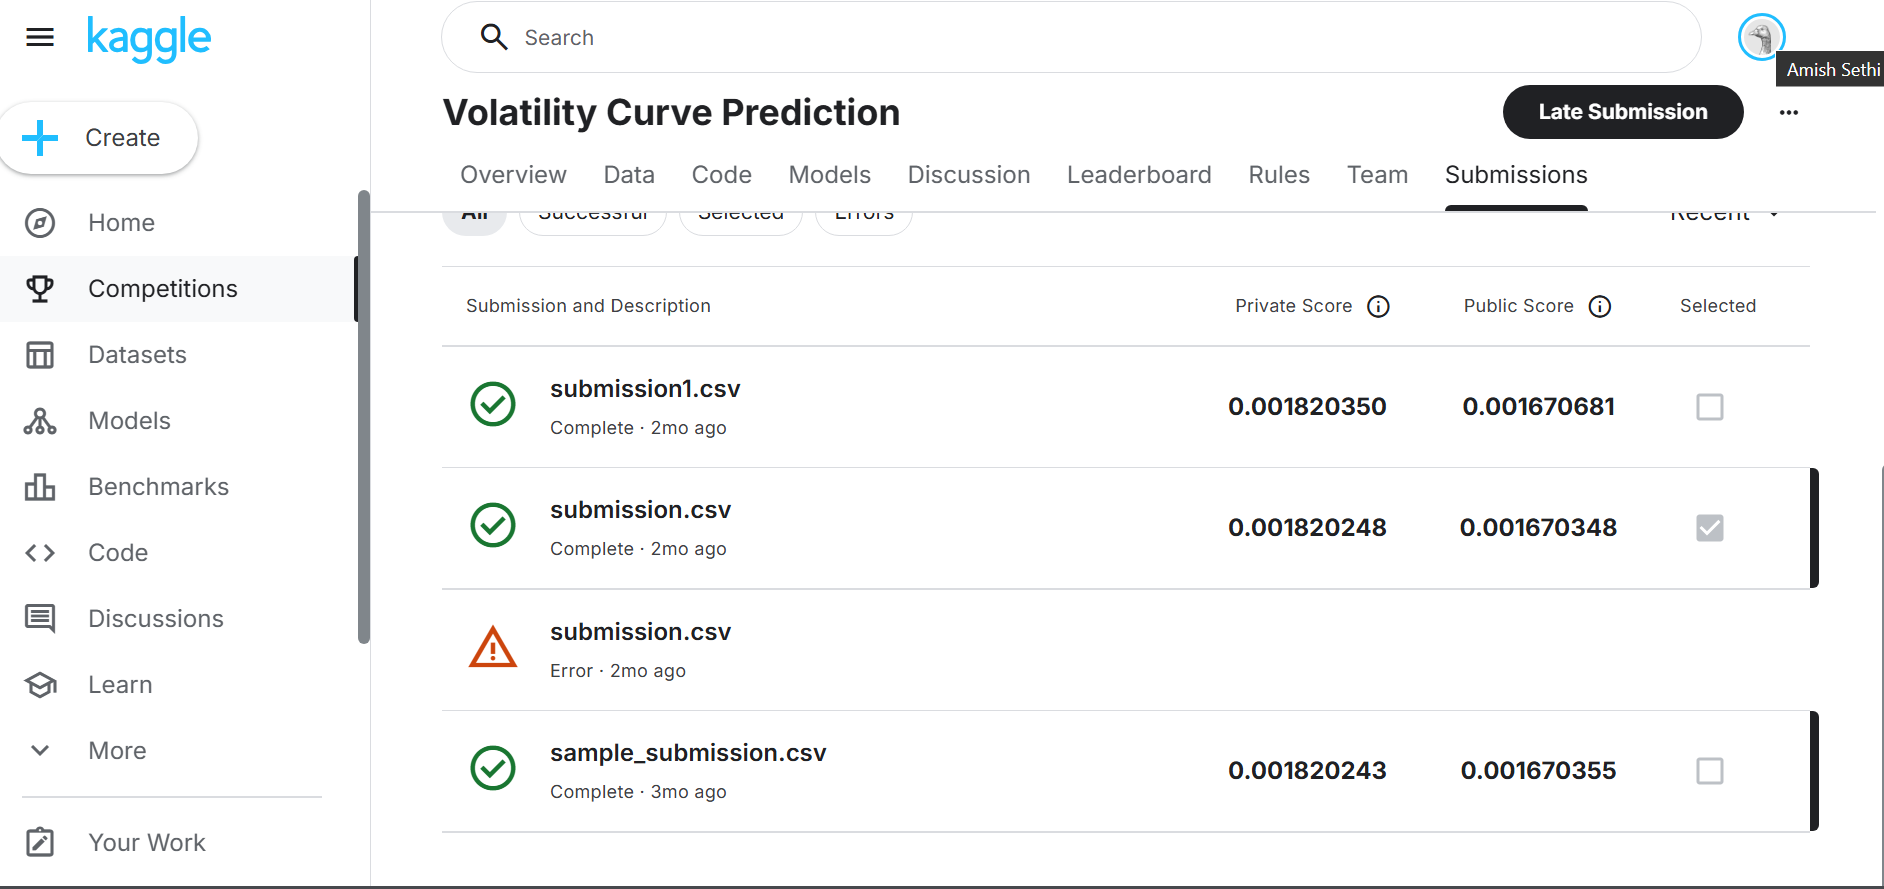 kaggle
Search
Amish Sethi
Create
Volatility Curve Prediction
Late Submission
Overview Data Code Models Discussion Leaderboard Rules Team Submissions
All Successful Selected Errors Recent
Home
Competitions
Datasets
Models
Benchmarks
Code
Discussions
Learn
More
Your Work
Submission and Description Private Score Public Score Selected
submission1.csv
0.001820350 0.001670681
Complete · 2mo ago
submission.csv
0.001820248 0.001670348
Complete · 2mo ago
submission.csv
Error · 2mo ago
sample_submission.csv
0.001820243 0.001670355
Complete · 3mo ago